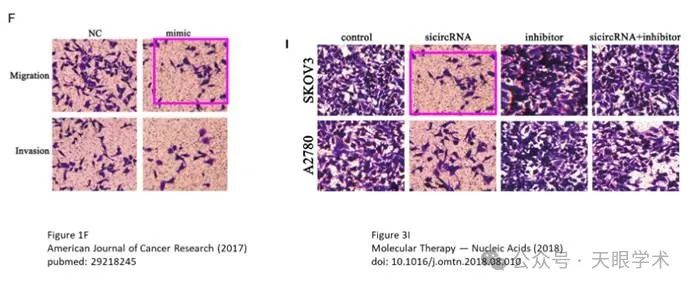 F
NC mimic
Migration
Invasion
I
control sicircRNA inhibitor sicircRNA+inhibitor
SKOV3
A2780
Figure 1F
American Journal of Cancer Research (2017)
pubmed: 29218245
Figure 3I
Molecular Therapy — Nucleic Acids (2018)
doi: 10.1016/j.omtn.2018.08.010
公众号 · 天眼学术